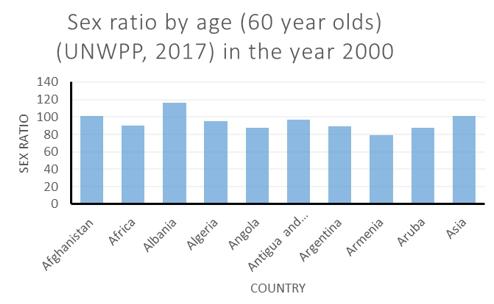 Sex ratio by age (60 year olds)
(UNWPP, 2017) in the year 2000
140
120
100
80
60
40
20
0
SEX RATIO
Afghanistan
Africa
Albania
Algeria
Angola
Antigua and...
Argentina
Armenia
Aruba
Asia
COUNTRY